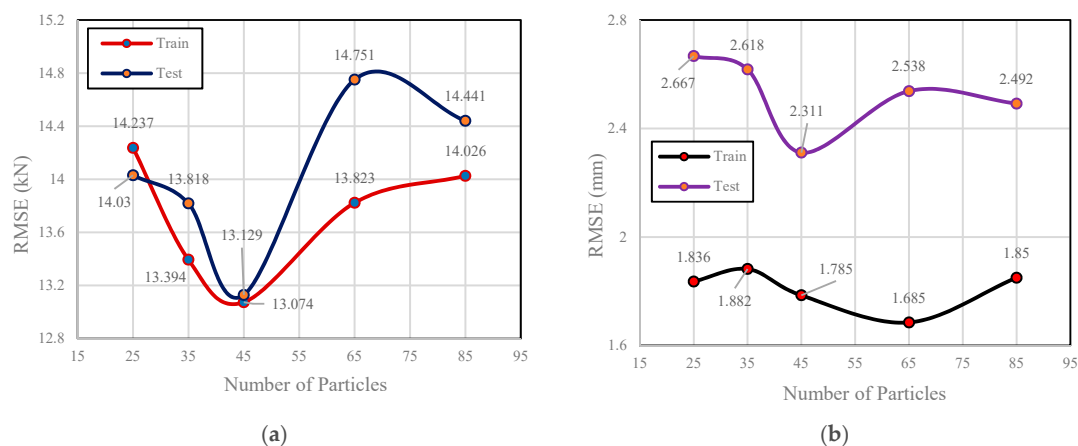 15.2
14.8
14.4
14
13.6
13.2
12.8
RMSE (kN)
Train
Test
14.237
14.03
13.818
13.394
13.129
13.074
14.751
13.823
14.441
14.026
15 25 35 45 55 65 75 85 95
Number of Particles
(a)
2.8
2.4
2
1.6
RMSE (mm)
Train
Test
2.667
2.618
2.311
2.538
2.492
1.836
1.882
1.785
1.685
1.85
15 25 35 45 55 65 75 85 95
Number of Particles
(b)